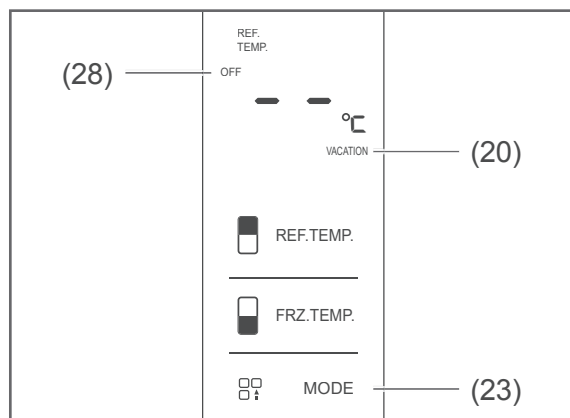 REF.
TEMP.
(28)
OFF
– –
°C
VACATION
(20)
REF.TEMP.
FRZ.TEMP.
MODE
(23)